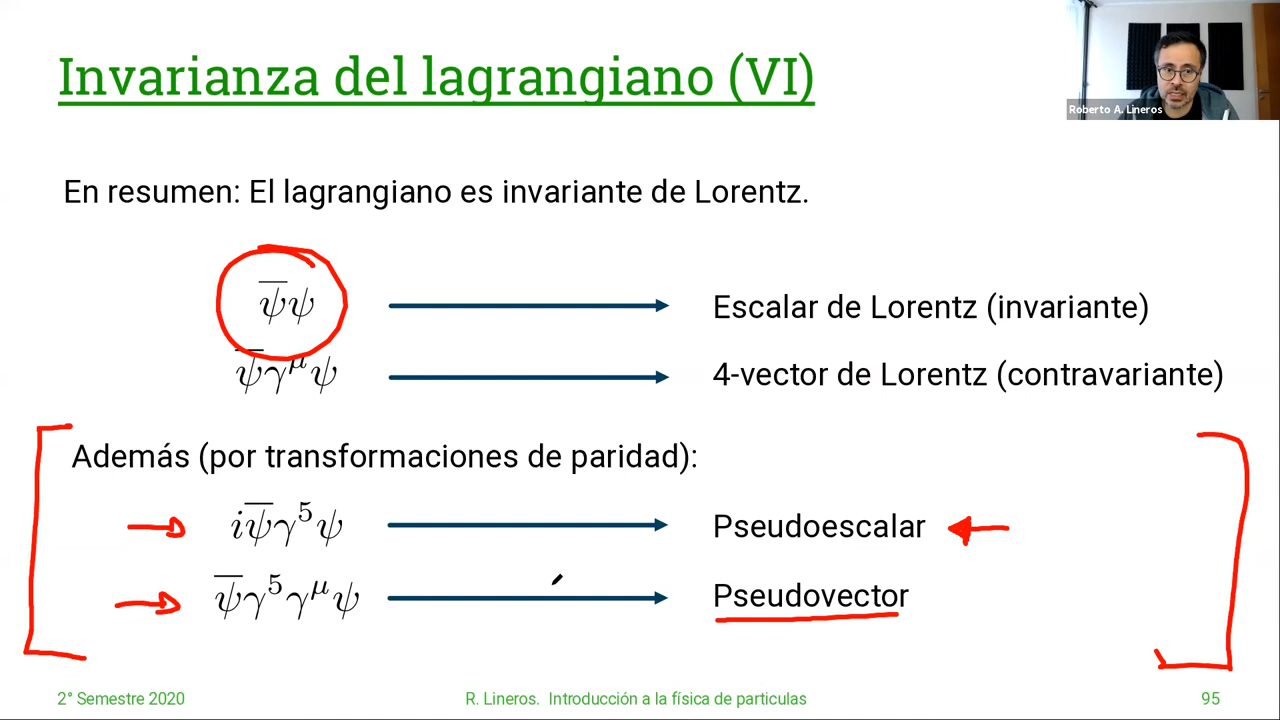 Invarianza del lagrangiano (VI)
Roberto A. Lineros
En resumen: El lagrangiano es invariante de Lorentz.
ψ̅ψ Escalar de Lorentz (invariante)
ψ̅γ^μψ 4-vector de Lorentz (contravariante)
Además (por transformaciones de paridad):
iψ̅γ^5ψ Pseudoescalar
ψ̅γ^5γ^μψ Pseudovector
2° Semestre 2020
R. Lineros. Introducción a la física de particulas
95